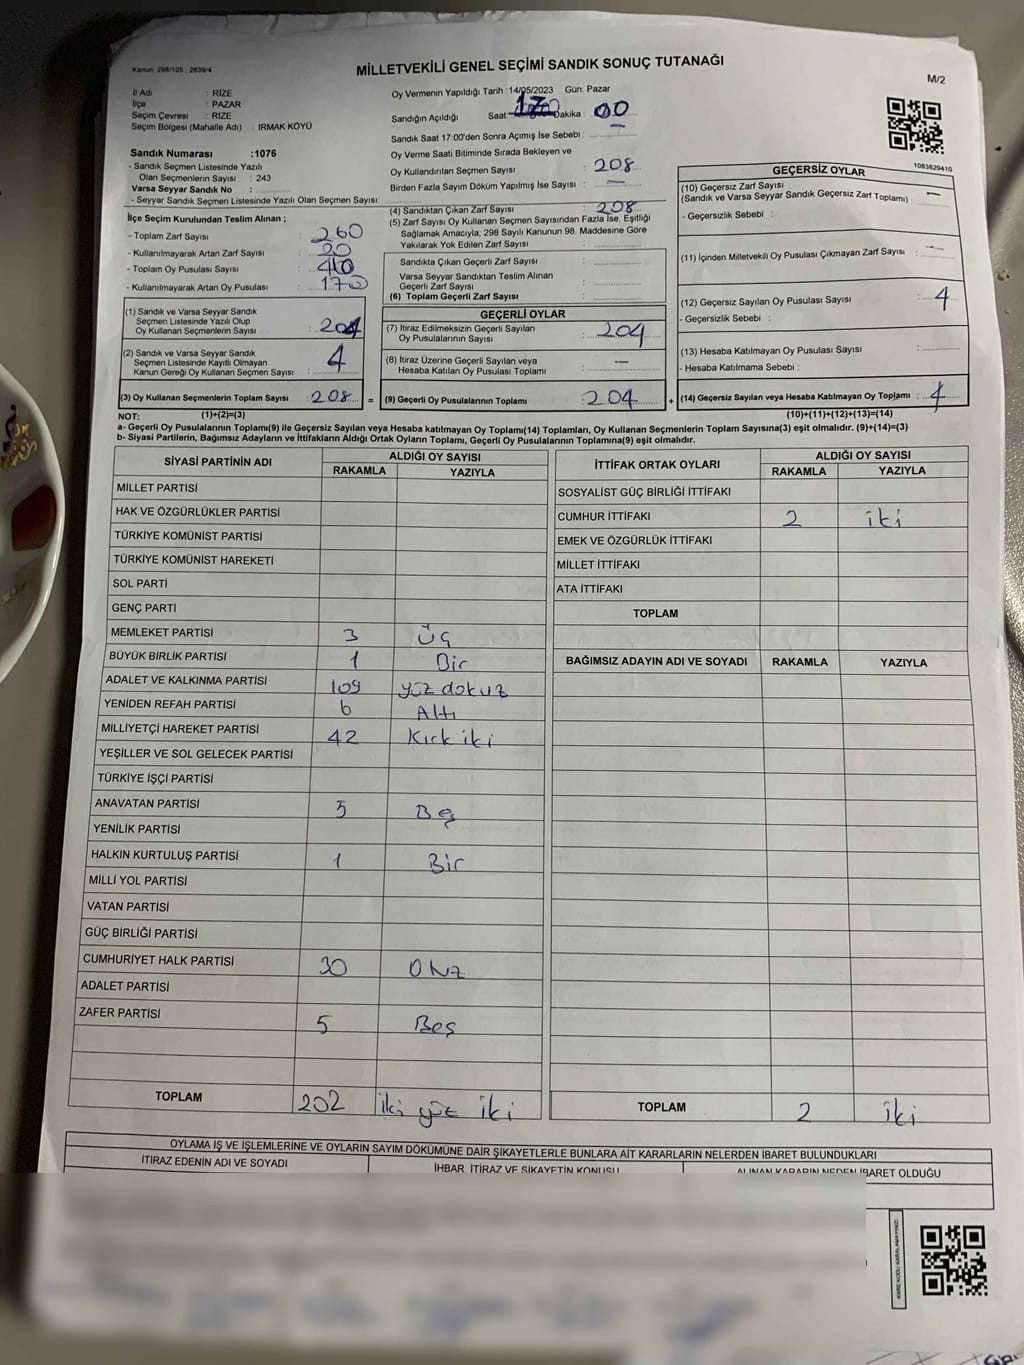 Kanun: 298/105 ; 2839/4
MİLLETVEKİLİ GENEL SEÇİMİ SANDIK SONUÇ TUTANAĞI
M/2
İl Adı : RİZE
İlçe : PAZAR
Seçim Çevresi : RİZE
Seçim Bölgesi (Mahalle Adı) : IRMAK KÖYÜ
Sandık Numarası :1076
- Sandık Seçmen Listesinde Yazılı
Olan Seçmenlerin Sayısı : 243
Varsa Seyyar Sandık No :
- Seyyar Sandık Seçmen Listesinde Yazılı Olan Seçmen Sayısı
İlçe Seçim Kurulundan Teslim Alınan ;
- Toplam Zarf Sayısı : 260
- Kullanılmayarak Artan Zarf Sayısı :
- Toplam Oy Pusulası Sayısı :
- Kullanılmayarak Artan Oy Pusulası : 170
(1) Sandık ve Varsa Seyyar Sandık
Seçmen Listesinde Yazılı Olup
Oy Kullanan Seçmenlerin Sayısı : 204
(2) Sandık ve Varsa Seyyar Sandık
Seçmen Listesinde Kayıtlı Olmayan
Kanun Gereği Oy Kullanan Seçmen Sayısı : 4
(3) Oy Kullanan Seçmenlerin Toplam Sayısı : 208 =
Oy Vermenin Yapıldığı Tarih :14/05/2023 Gün. Pazar
Sandığın Açıldığı Saat Dakika : 00
Sandık Saat 17:00'den Sonra Açımış İse Sebebi :
Oy Verme Saati Bitiminde Sırada Bekleyen ve
Oy Kullandırılan Seçmen Sayısı : 208
Birden Fazla Sayım Döküm Yapılmış İse Sayısı : —
(4) Sandıktan Çıkan Zarf Sayısı : 208
(5) Zarf Sayısı Oy Kullanan Seçmen Sayısından Fazla İse, Eşitliği
Sağlamak Amacıyla; 298 Sayılı Kanunun 98. Maddesine Göre
Yakılarak Yok Edilen Zarf Sayısı :
Sandıkta Çıkan Geçerli Zarf Sayısı :
Varsa Seyyar Sandıktan Teslim Alınan
Geçerli Zarf Sayısı :
(6) Toplam Geçerli Zarf Sayısı :
GEÇERLİ OYLAR
(7) İtiraz Edilmeksizin Geçerli Sayılan
Oy Pusulalarının Sayısı : 204
(8) İtiraz Üzerine Geçerli Sayılan veya
Hesaba Katılan Oy Pusulası Toplamı : —
(9) Geçerli Oy Pusulalarının Toplamı : 204 +
1083829410
GEÇERSİZ OYLAR
(10) Geçersiz Zarf Sayısı
(Sandık ve Varsa Seyyar Sandık Geçersiz Zarf Toplamı) : —
- Geçersizlik Sebebi :
(11) İçinden Milletvekili Oy Pusulası Çıkmayan Zarf Sayısı : —
(12) Geçersiz Sayılan Oy Pusulası Sayısı : 4
- Geçersizlik Sebebi :
(13) Hesaba Katılmayan Oy Pusulası Sayısı :
- Hesaba Katılmama Sebebi :
(14) Geçersiz Sayılan veya Hesaba Katılmayan Oy Toplamı : 4
NOT: (1)+(2)=(3) (10)+(11)+(12)+(13)=(14)
a- Geçerli Oy Pusulalarının Toplamı(9) ile Geçersiz Sayılan veya Hesaba katılmayan Oy Toplamı(14) Toplamları, Oy Kullanan Seçmenlerin Toplam Sayısına(3) eşit olmalıdır. (9)+(14)=(3)
b- Siyasi Partilerin, Bağımsız Adayların ve İttifakların Aldığı Ortak Oyların Toplamı, Geçerli Oy Pusulalarının Toplamına(9) eşit olmalıdır.
SİYASİ PARTİNİN ADI ALDIĞI OY SAYISI
RAKAMLA YAZIYLA
MİLLET PARTİSİ
HAK VE ÖZGÜRLÜKLER PARTİSİ
TÜRKİYE KOMÜNİST PARTİSİ
TÜRKİYE KOMÜNİST HAREKETİ
SOL PARTİ
GENÇ PARTİ
MEMLEKET PARTİSİ 3 Üç
BÜYÜK BİRLİK PARTİSİ 1 Bir
ADALET VE KALKINMA PARTİSİ 109 yüz dokuz
YENİDEN REFAH PARTİSİ 6 Altı
MİLLİYETÇİ HAREKET PARTİSİ 42 Kırk iki
YEŞİLLER VE SOL GELECEK PARTİSİ
TÜRKİYE İŞÇİ PARTİSİ
ANAVATAN PARTİSİ 5 Beş
YENİLİK PARTİSİ
HALKIN KURTULUŞ PARTİSİ 1 Bir
MİLLİ YOL PARTİSİ
VATAN PARTİSİ
GÜÇ BİRLİĞİ PARTİSİ
CUMHURİYET HALK PARTİSİ 30
ADALET PARTİSİ
ZAFER PARTİSİ 5 Beş
TOPLAM 202 iki yüz iki
İTTİFAK ORTAK OYLARI ALDIĞI OY SAYISI
RAKAMLA YAZIYLA
SOSYALİST GÜÇ BİRLİĞİ İTTİFAKI
CUMHUR İTTİFAKI 2 iki
EMEK VE ÖZGÜRLÜK İTTİFAKI
MİLLET İTTİFAKI
ATA İTTİFAKI
TOPLAM
BAĞIMSIZ ADAYIN ADI VE SOYADI RAKAMLA YAZIYLA
TOPLAM 2 iki
OYLAMA İŞ VE İŞLEMLERİNE VE OYLARIN SAYIM DÖKÜMÜNE DAİR ŞİKAYETLERLE BUNLARA AİT KARARLARIN NELERDEN İBARET BULUNDUKLARI
İTİRAZ EDENİN ADI VE SOYADI İHBAR, İTİRAZ VE ŞİKAYETİN KONUSU ALINAN KARARIN NEDEN İBARET OLDUĞU
KARE KODU KARALAMAYINIZ!